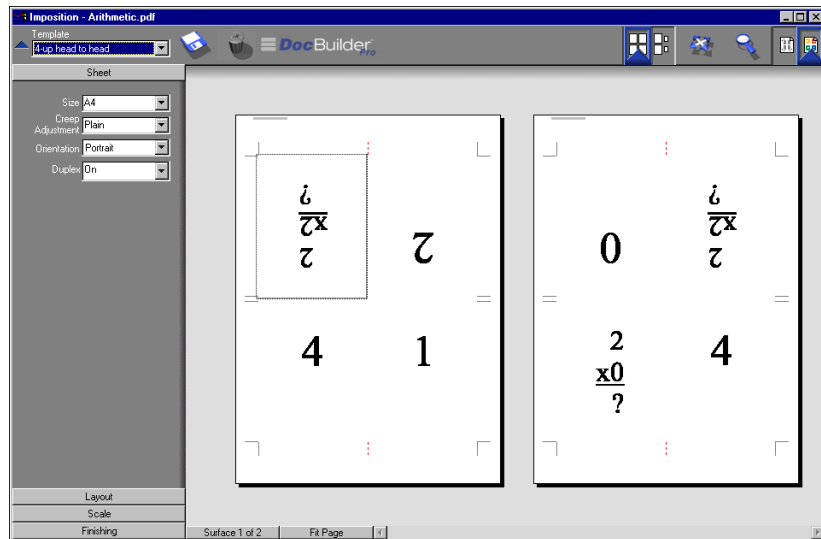 Imposition - Arithmetic.pdf
Template
4-up head to head
DocBuilder Pro
Sheet
Size A4
Creep Adjustment Plain
Orientation Portrait
Duplex On
2
x2
?
2
4
1
0
2
x2
?
2
x0
?
4
Layout
Scale
Finishing
Surface 1 of 2
Fit Page